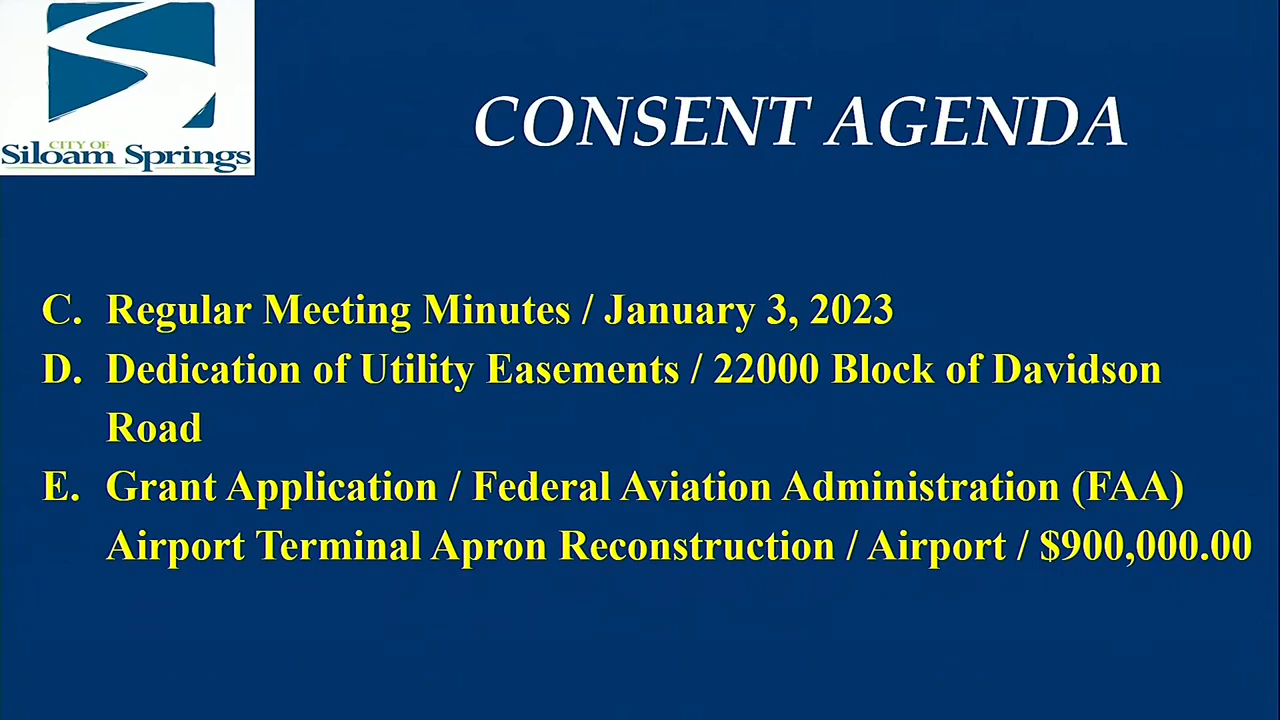 CITY OF
Siloam Springs
CONSENT AGENDA
C. Regular Meeting Minutes / January 3, 2023
D. Dedication of Utility Easements / 22000 Block of Davidson
Road
E. Grant Application / Federal Aviation Administration (FAA)
Airport Terminal Apron Reconstruction / Airport / $900,000.00